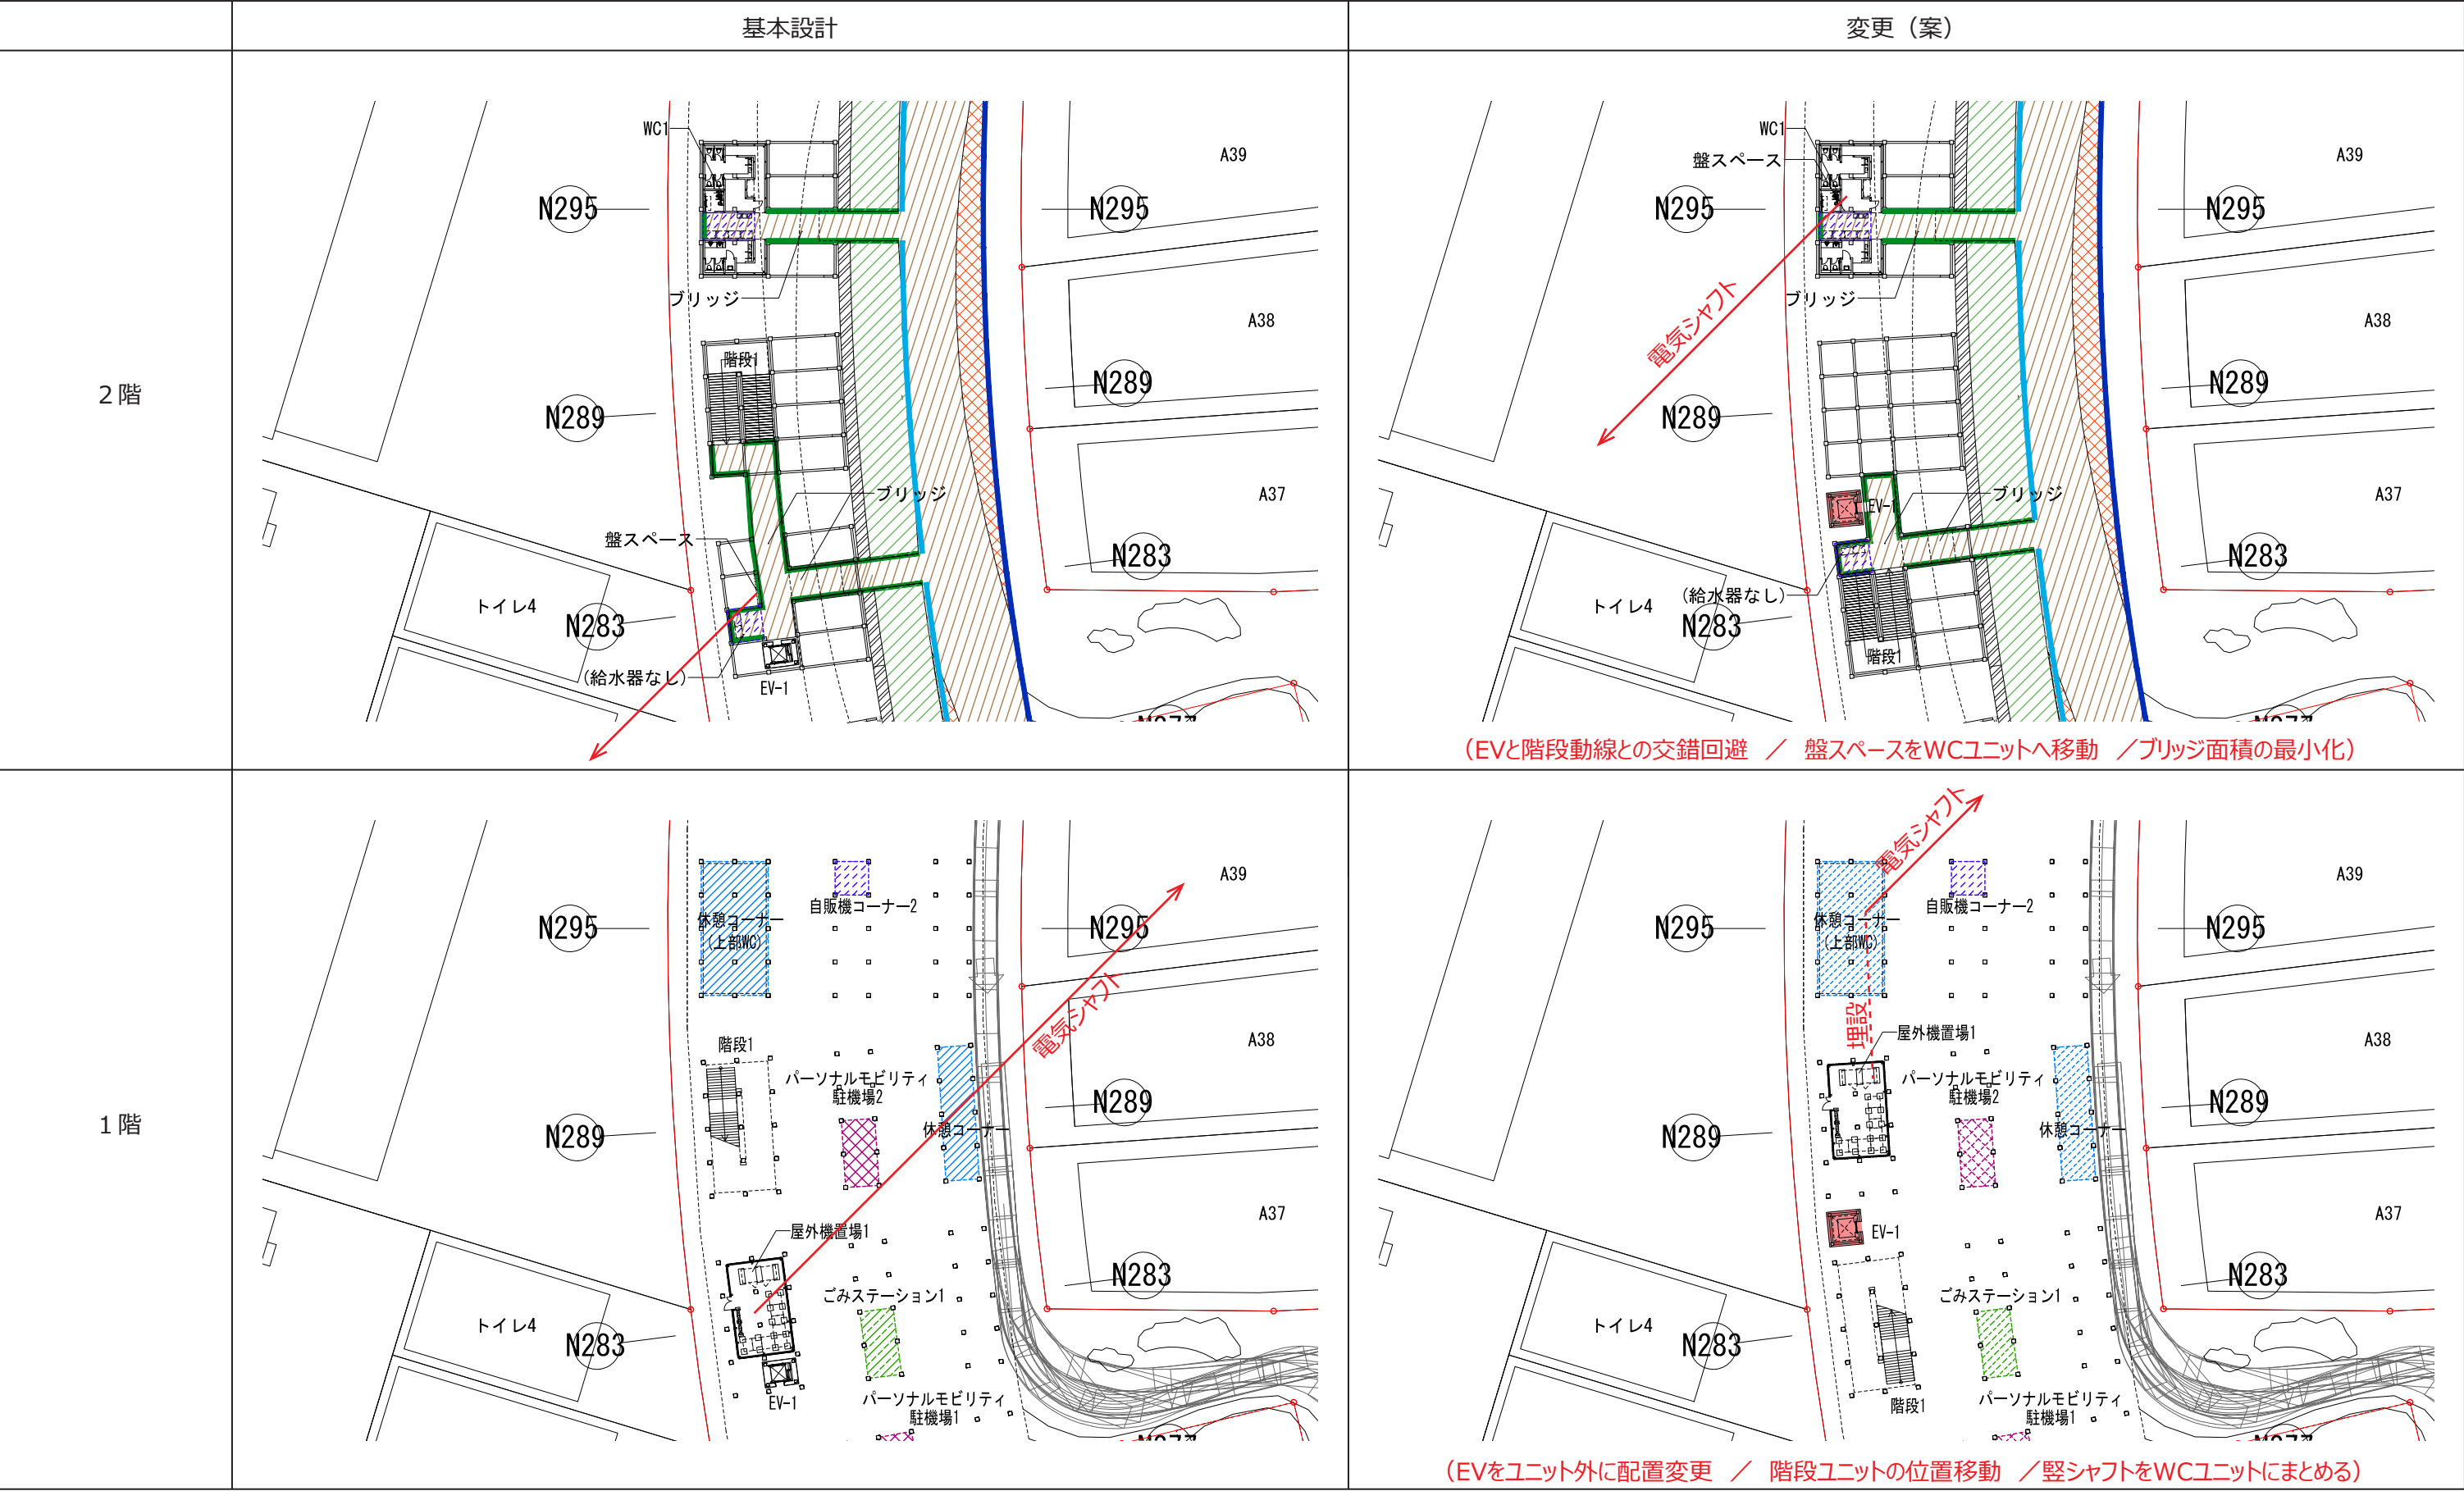 基本設計
変更（案）
２階
WC1
A39
N295
N295
ブリッジ
A38
階段1
N289
N289
ブリッジ
A37
盤スペース
N283
トイレ4
N283
(給水器なし)
EV-1
WC1
盤スペース
A39
N295
N295
ブリッジ
電気シャフト
A38
N289
N289
ブリッジ
EV-1
A37
N283
(給水器なし)
トイレ4
N283
階段1
（EVと階段動線との交錯回避　／　盤スペースをWCユニットへ移動　／ブリッジ面積の最小化）
１階
A39
自販機コーナー2
休憩コーナー
(上部WC)
N295
N295
電気シャフト
A38
階段1
パーソナルモビリティ
駐機場2
N289
休憩コーナー
N289
A37
屋外機置場1
N283
ごみステーション1
トイレ4
N283
EV-1
パーソナルモビリティ
駐機場1
電気シャフト
A39
自販機コーナー2
休憩コーナー
(上部WC)
N295
N295
埋設
屋外機置場1
A38
パーソナルモビリティ
駐機場2
N289
休憩コーナー
N289
A37
EV-1
N283
ごみステーション1
トイレ4
N283
階段1
パーソナルモビリティ
駐機場1
（EVをユニット外に配置変更　／　階段ユニットの位置移動　／竪シャフトをWCユニットにまとめる）